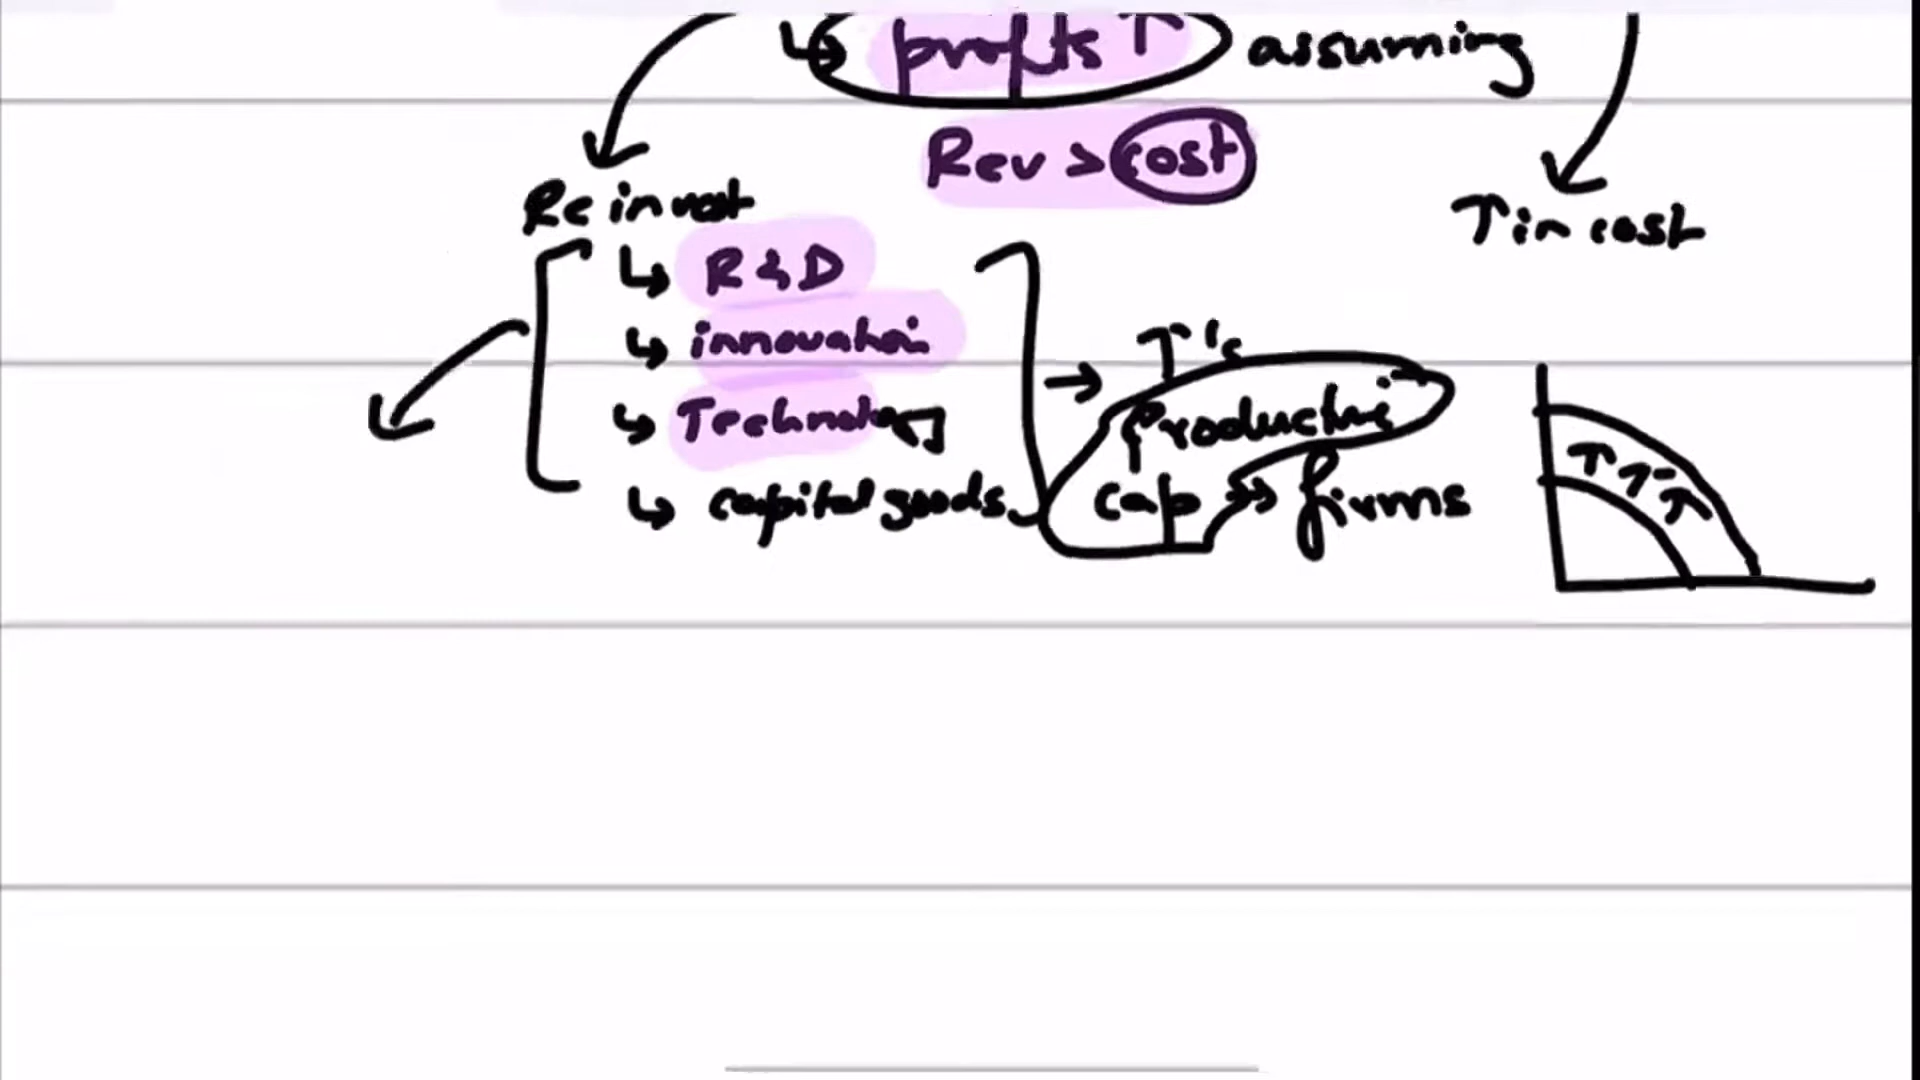 ↳ profits ↑ assuming
Rev > cost
Reinvest
↑ in cost
↳ R & D
↳ innovation
↳ Technology
↳ capital goods
→ ↑'s
Productive
cap → firms
↑ ↑ ↑